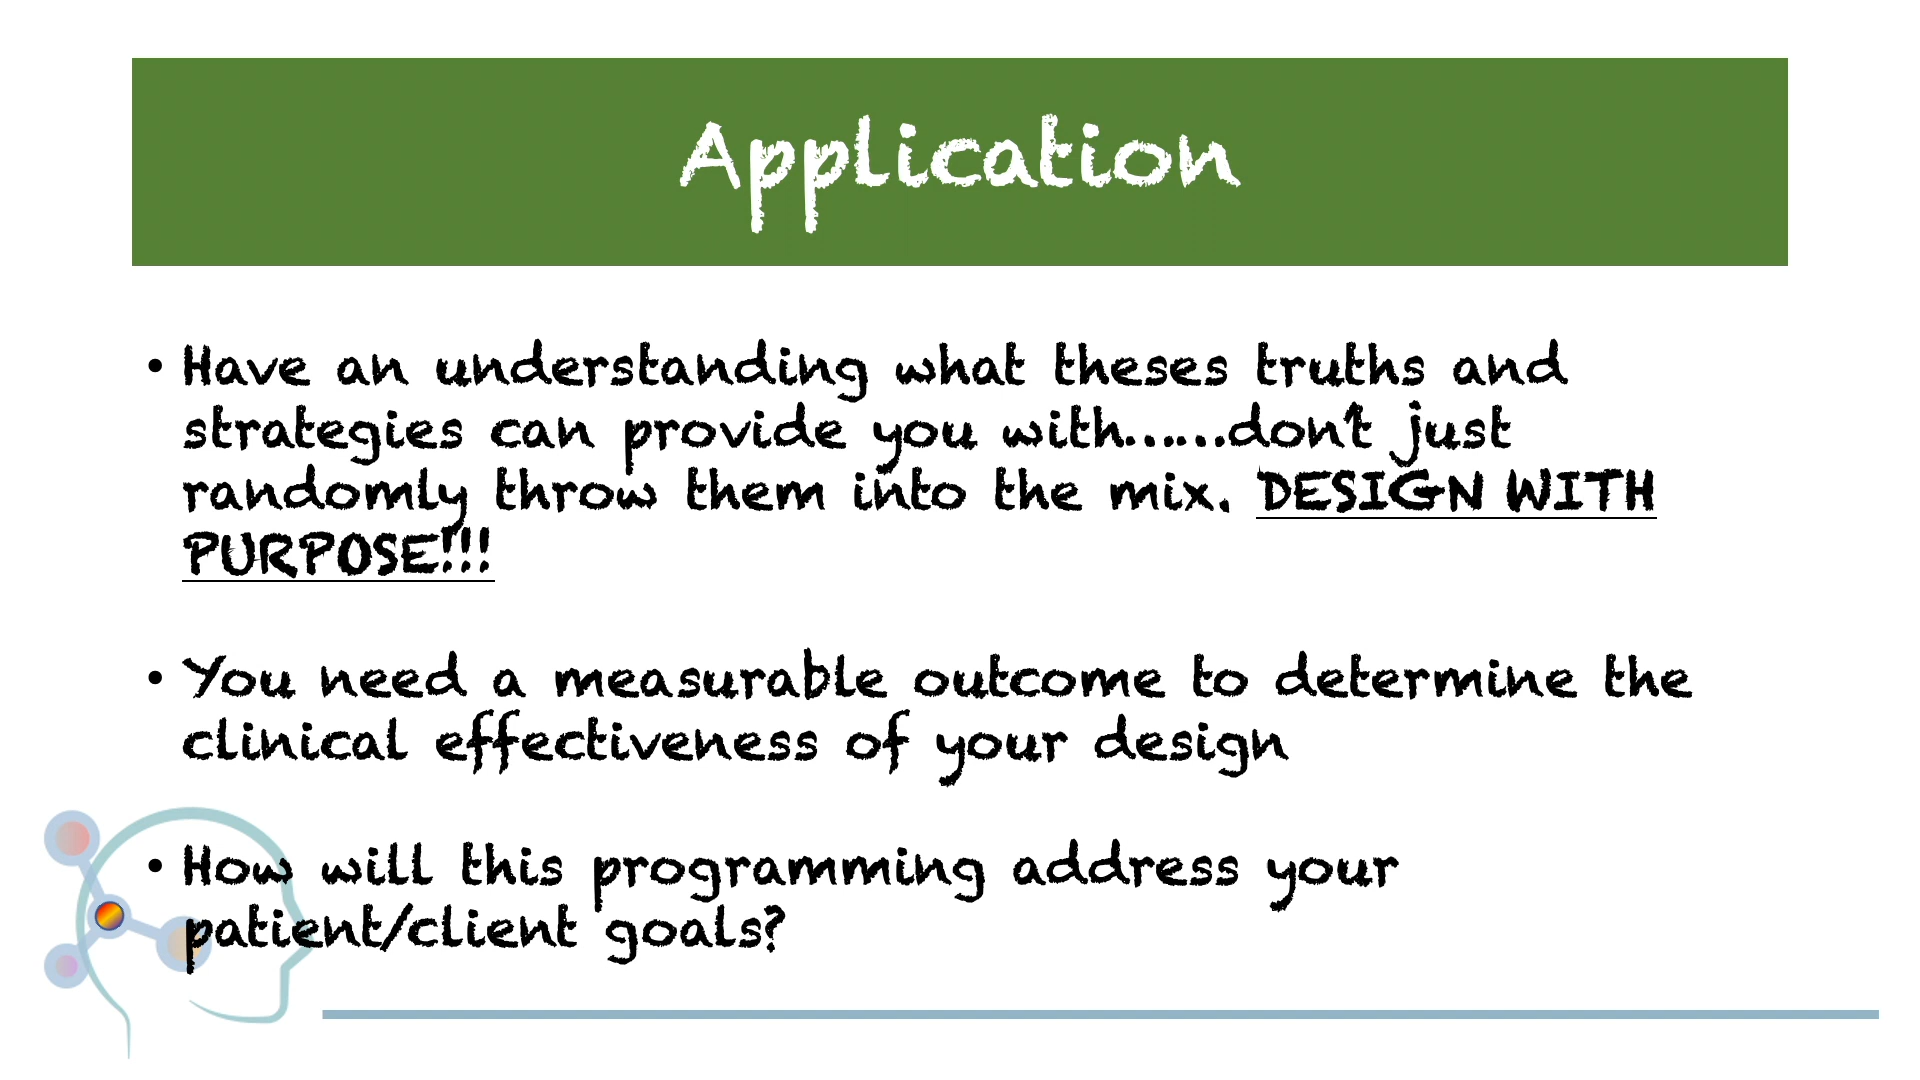 Application
• Have an understanding what theses truths and
strategies can provide you with......don't just
randomly throw them into the mix. DESIGN WITH
PURPOSE!!!
• You need a measurable outcome to determine the
clinical effectiveness of your design
• How will this programming address your
patient/client goals?